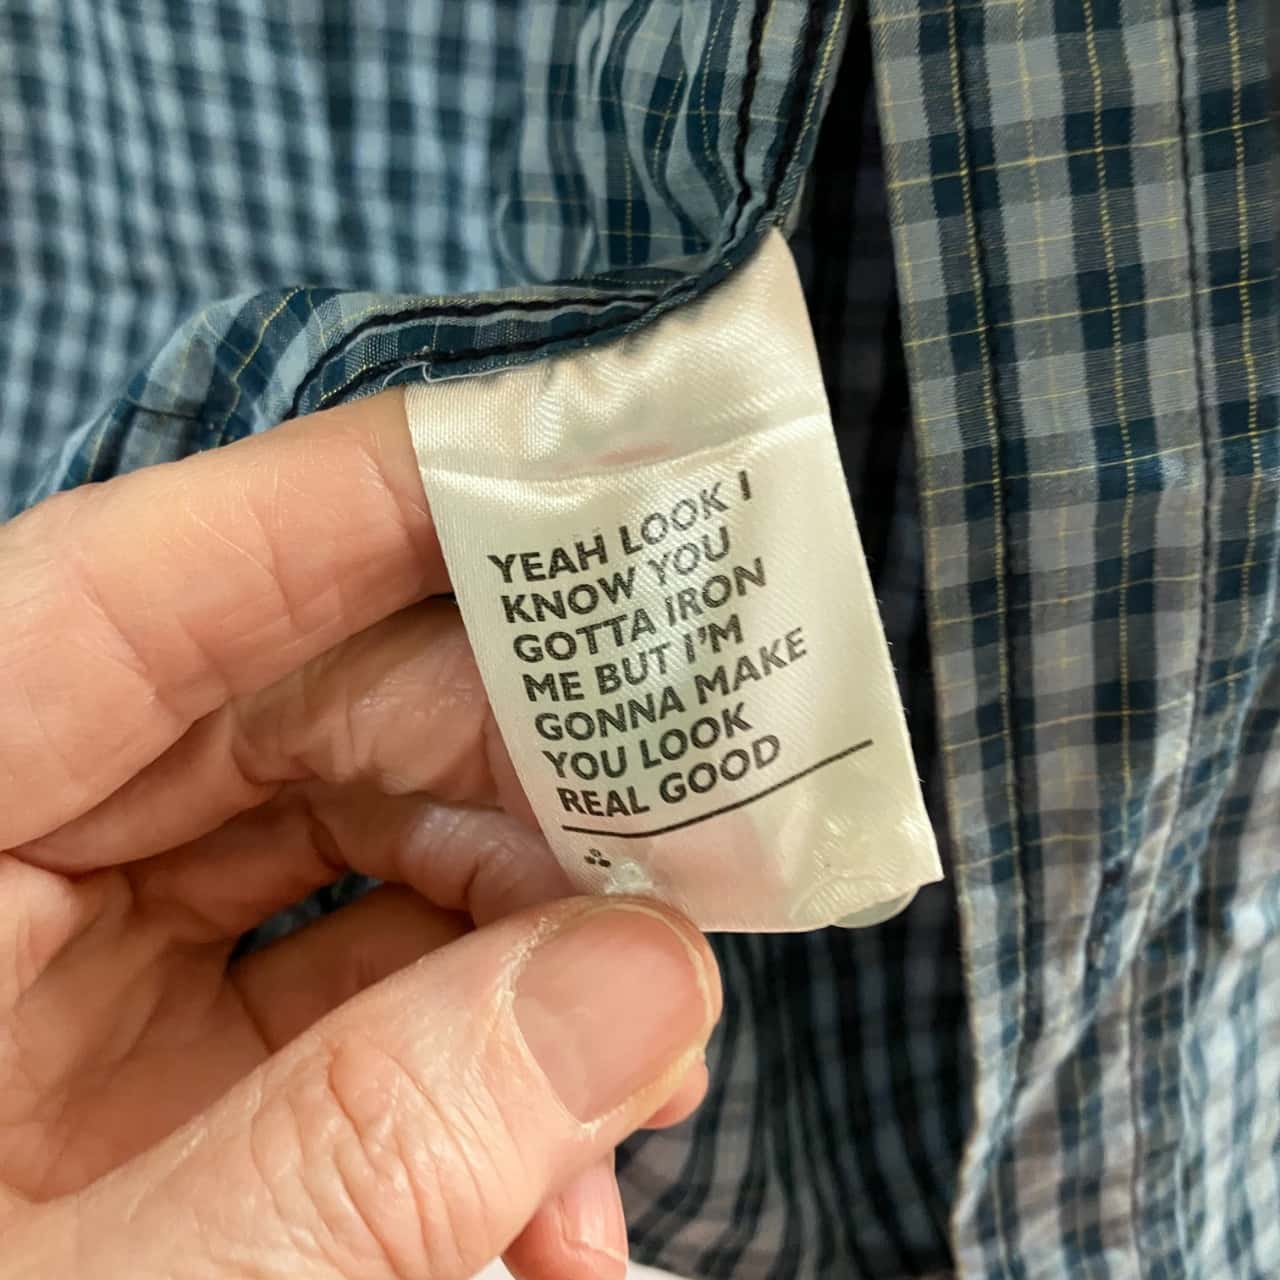 YEAH LOOK I
KNOW YOU
GOTTA IRON
ME BUT I'M
GONNA MAKE
YOU LOOK
REAL GOOD